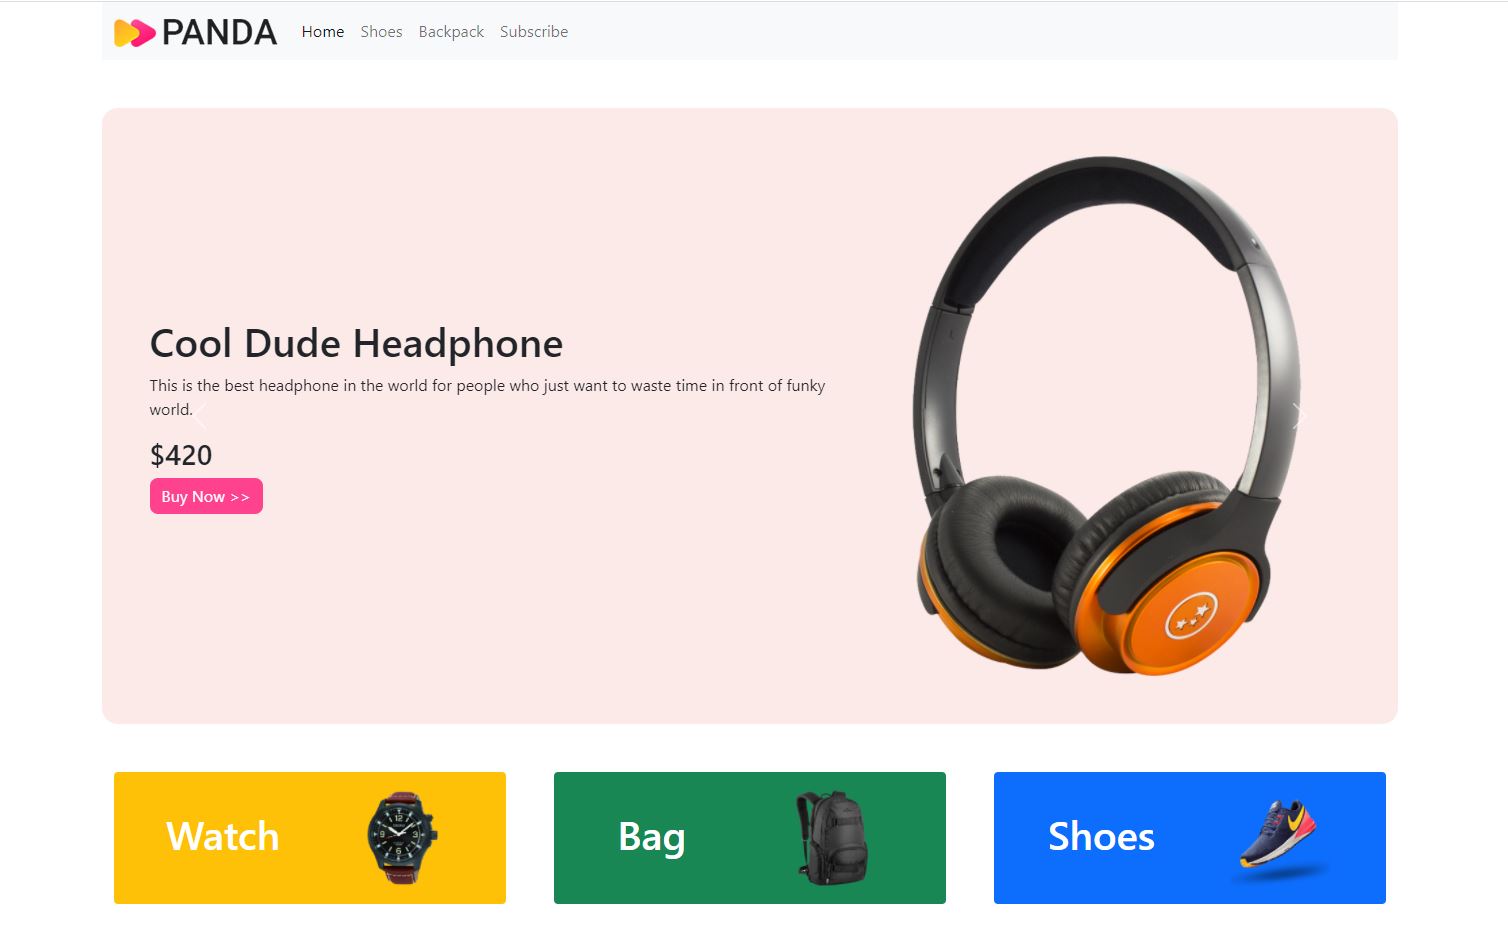 PANDA
Home
Shoes
Backpack
Subscribe
Cool Dude Headphone
This is the best headphone in the world for people who just want to waste time in front of funky
world.
$420
Buy Now >>
Watch
Bag
Shoes